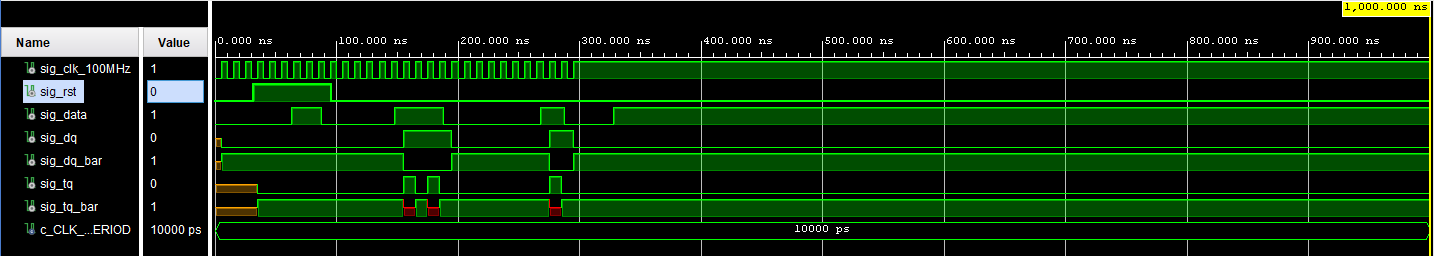 1,000.000 ns
Name Value
0.000 ns 100.000 ns 200.000 ns 300.000 ns 400.000 ns 500.000 ns 600.000 ns 700.000 ns 800.000 ns 900.000 ns
sig_clk_100MHz 1
sig_rst 0
sig_data 1
sig_dq 0
sig_dq_bar 1
sig_tq 0
sig_tq_bar 1
c_CLK_...ERIOD 10000 ps 10000 ps